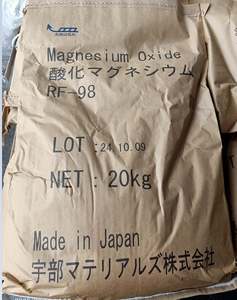 Magnesium Oxide
酸化マグネシウム
RF-98
LOT : 24.10.09
NET : 20kg
Made in Japan
宇部マテリアルズ株式会社